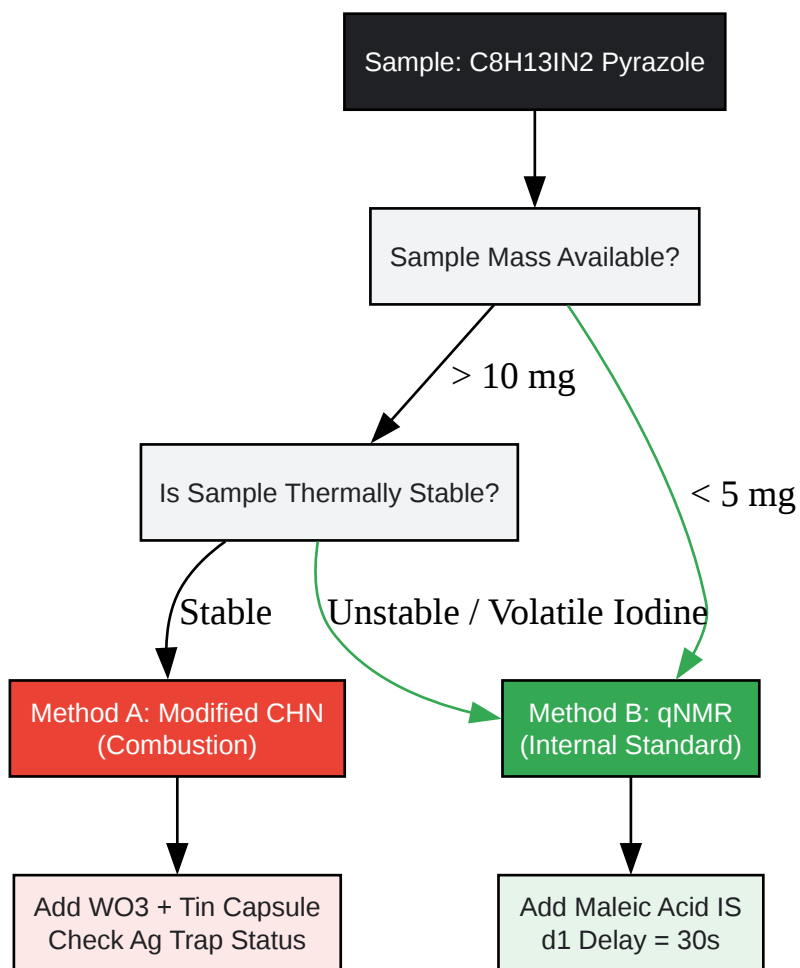 Sample: C8H13IN2 Pyrazole
Sample Mass Available?
> 10 mg
Is Sample Thermally Stable?
< 5 mg
Stable
Unstable / Volatile Iodine
Method A: Modified CHN
(Combustion)
Method B: qNMR
(Internal Standard)
Add WO3 + Tin Capsule
Check Ag Trap Status
Add Maleic Acid IS
d1 Delay = 30s